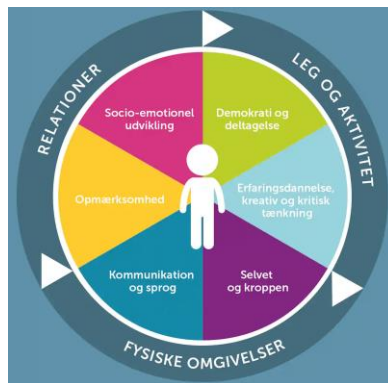 RELATIONER
LEG OG AKTIVITET
Socio-emotionel
udvikling
Demokrati og
deltagelse
Opmærksomhed
Erfaringsdannelse,
kreativ og kritisk
tænkning
Kommunikation
og sprog
Selvet
og kroppen
FYSISKE OMGIVELSER